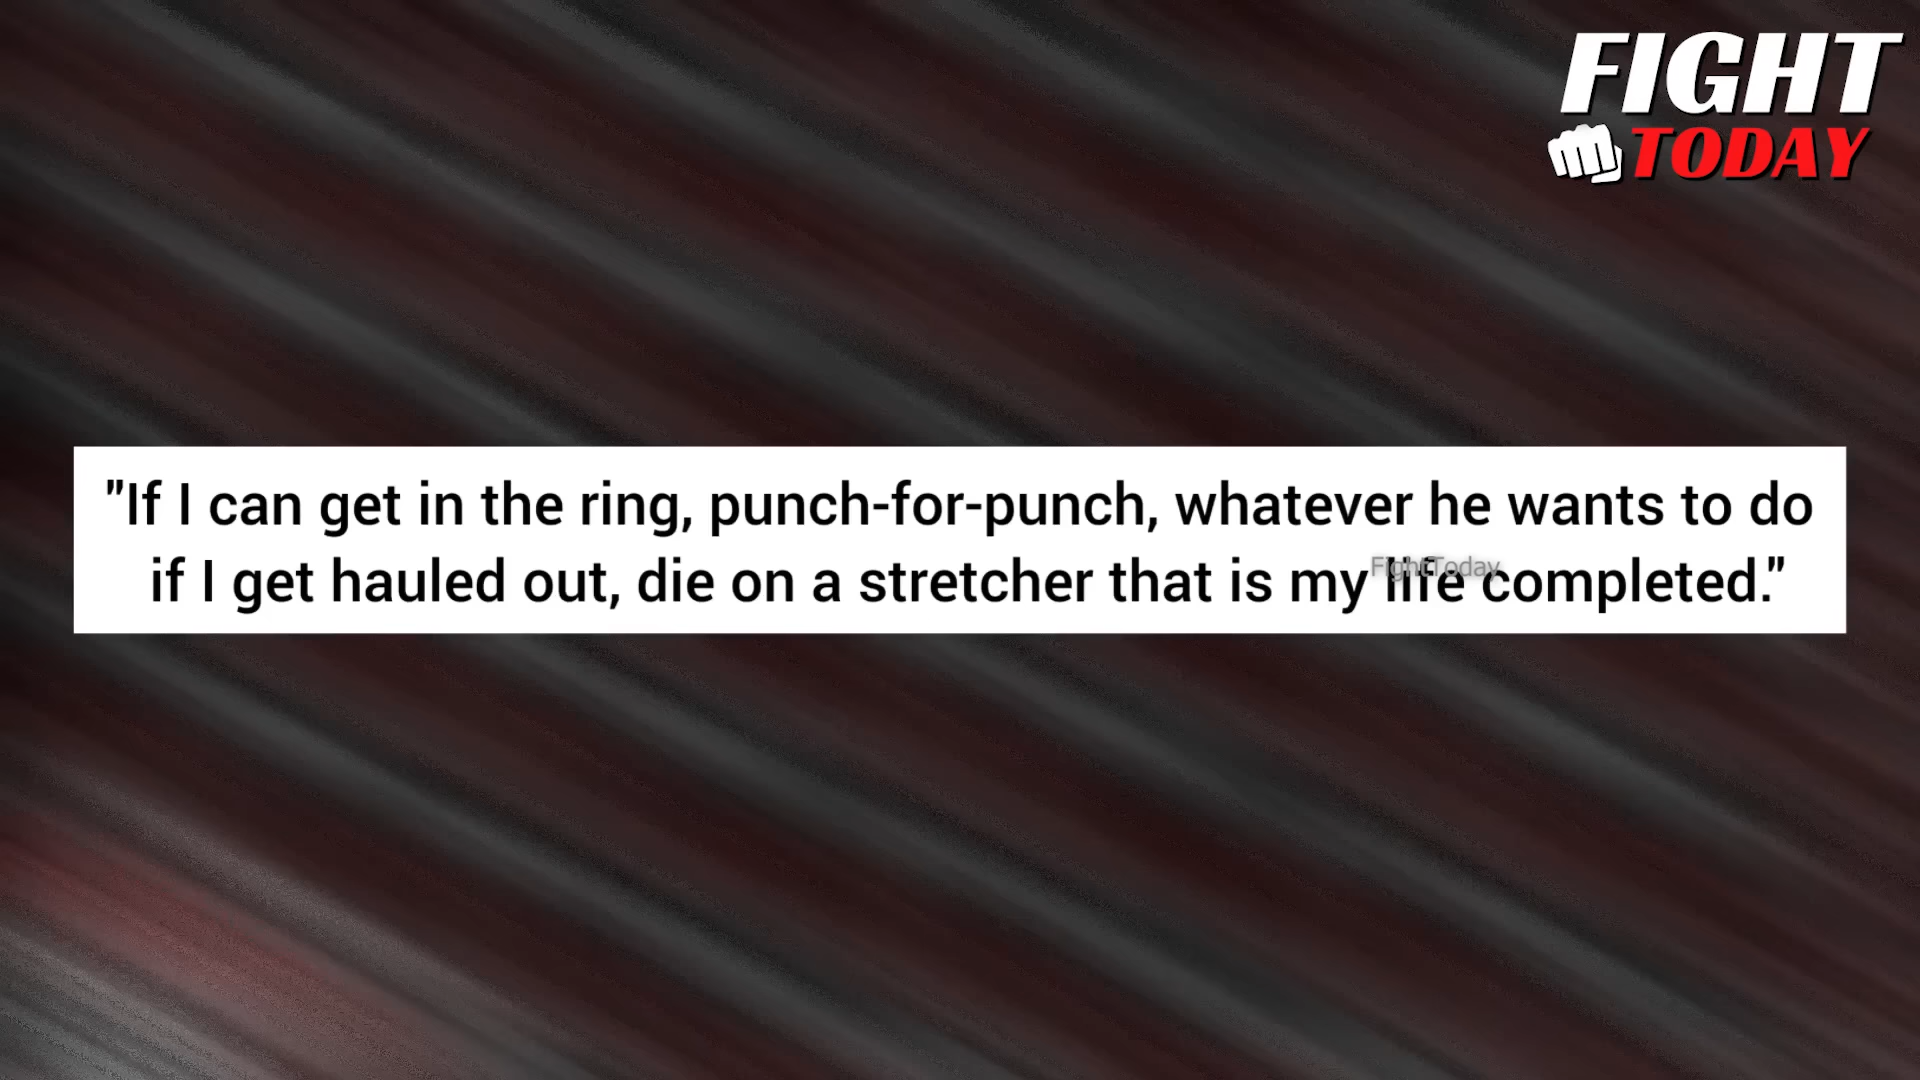 FIGHT
TODAY
"If I can get in the ring, punch-for-punch, whatever he wants to do
if I get hauled out, die on a stretcher that is my life completed."
FightToday